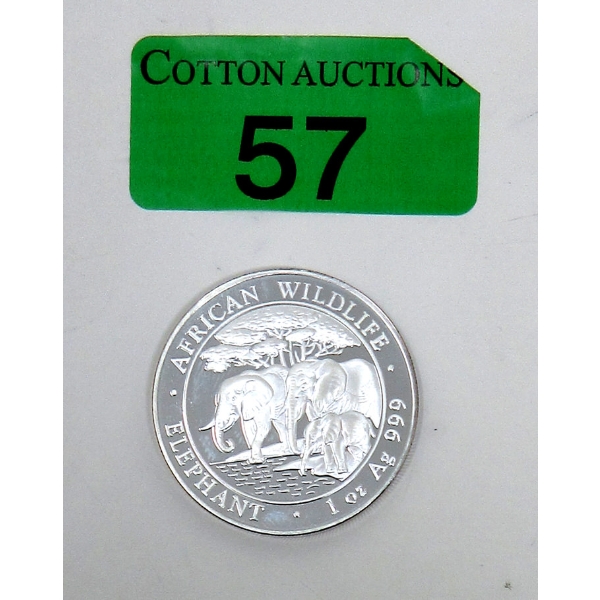 COTTON AUCTIONS
57
AFRICAN WILDLIFE
ELEPHANT • 1 oz Ag 999